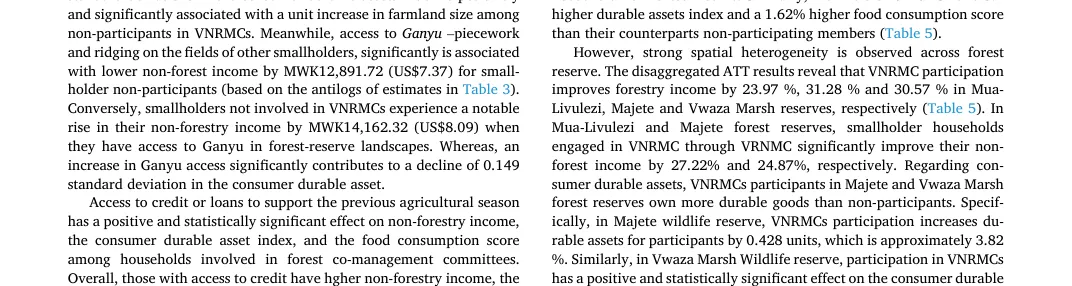 and significantly associated with a unit increase in farmland size among
non-participants in VNRMCs. Meanwhile, access to Ganyu –piecework
and ridging on the fields of other smallholders, significantly is associated
with lower non-forest income by MWK12,891.72 (US$7.37) for small-
holder non-participants (based on the antilogs of estimates in Table 3).
Conversely, smallholders not involved in VNRMCs experience a notable
rise in their non-forestry income by MWK14,162.32 (US$8.09) when
they have access to Ganyu in forest-reserve landscapes. Whereas, an
increase in Ganyu access significantly contributes to a decline of 0.149
standard deviation in the consumer durable asset.
Access to credit or loans to support the previous agricultural season
has a positive and statistically significant effect on non-forestry income,
the consumer durable asset index, and the food consumption score
among households involved in forest co-management committees.
Overall, those with access to credit have hgher non-forestry income, the
higher durable assets index and a 1.62% higher food consumption score
than their counterparts non-participating members (Table 5).
However, strong spatial heterogeneity is observed across forest
reserve. The disaggregated ATT results reveal that VNRMC participation
improves forestry income by 23.97 %, 31.28 % and 30.57 % in Mua-
Livulezi, Majete and Vwaza Marsh reserves, respectively (Table 5). In
Mua-Livulezi and Majete forest reserves, smallholder households
engaged in VNRMC through VRNMC significantly improve their non-
forest income by 27.22% and 24.87%, respectively. Regarding con-
sumer durable assets, VNRMCs participants in Majete and Vwaza Marsh
forest reserves own more durable goods than non-participants. Specif-
ically, in Majete wildlife reserve, VNRMCs participation increases du-
rable assets for participants by 0.428 units, which is approximately 3.82
%. Similarly, in Vwaza Marsh Wildlife reserve, participation in VNRMCs
has a positive and statistically significant effect on the consumer durable